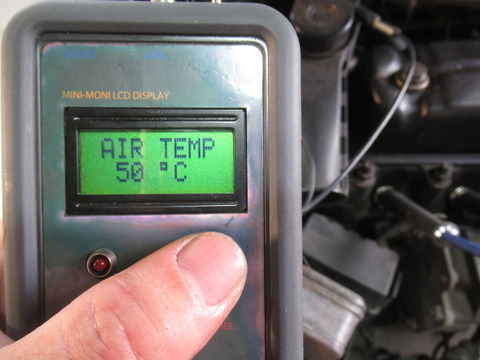 MINI-MONI LCD DISPLAY
AIR TEMP
50 °C